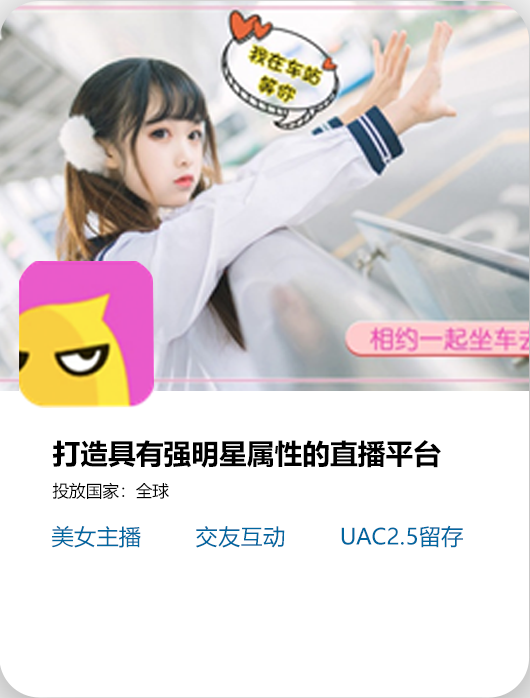 我在车站
等你
相约一起坐车去
打造具有强明星属性的直播平台
投放国家：全球
美女主播
交友互动
UAC2.5留存